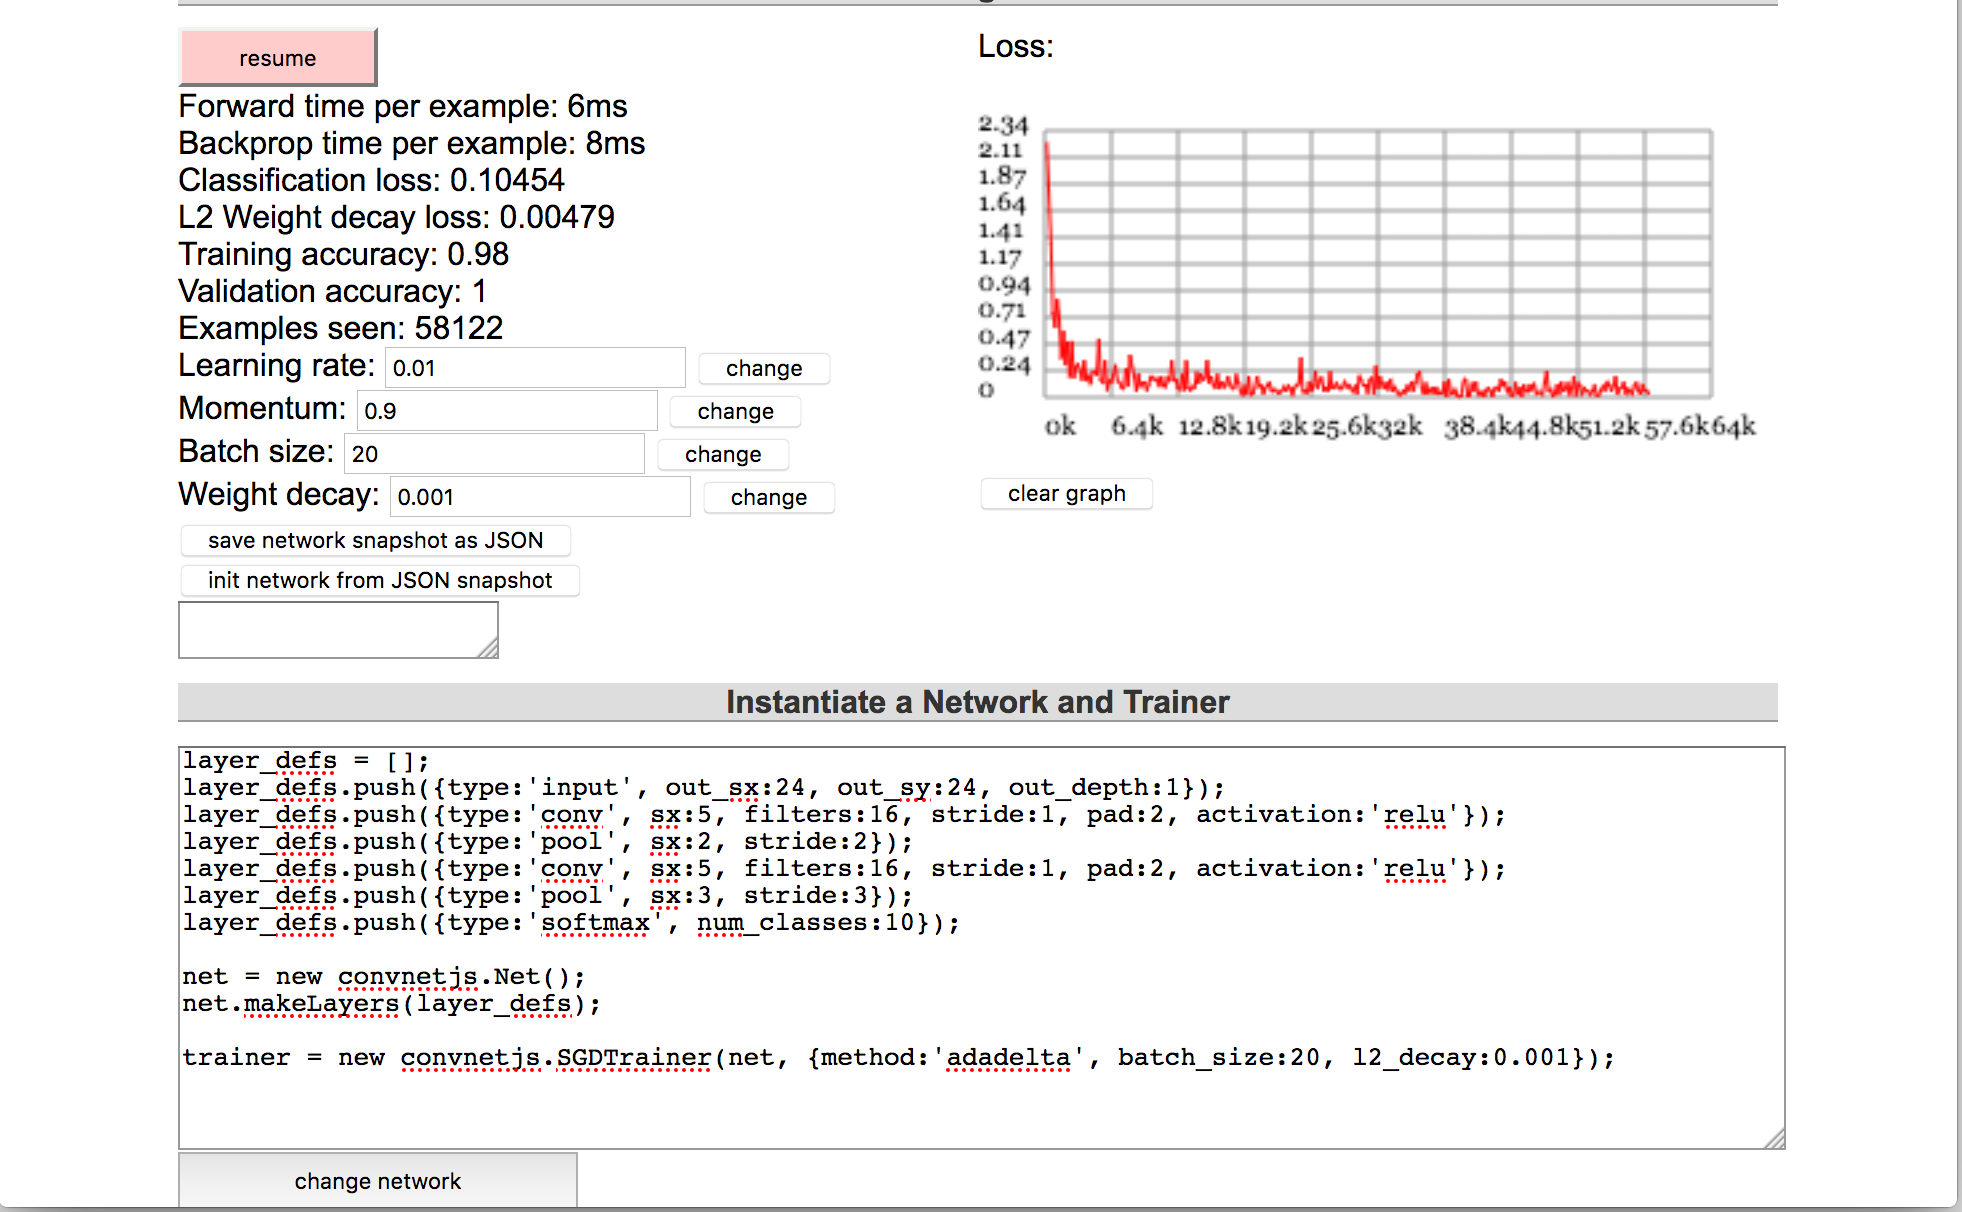 resume
Forward time per example: 6ms
Backprop time per example: 8ms
Classification loss: 0.10454
L2 Weight decay loss: 0.00479
Training accuracy: 0.98
Validation accuracy: 1
Examples seen: 58122
Learning rate: 0.01 change
Momentum: 0.9 change
Batch size: 20 change
Weight decay: 0.001 change
save network snapshot as JSON
init network from JSON snapshot
Loss:
2.34
2.11
1.87
1.64
1.41
1.17
0.94
0.71
0.47
0.24
0
0k 6.4k 12.8k 19.2k 25.6k 32k 38.4k 44.8k 51.2k 57.6k 64k
clear graph
Instantiate a Network and Trainer
layer_defs = [];
layer_defs.push({type:'input', out_sx:24, out_sy:24, out_depth:1});
layer_defs.push({type:'conv', sx:5, filters:16, stride:1, pad:2, activation:'relu'});
layer_defs.push({type:'pool', sx:2, stride:2});
layer_defs.push({type:'conv', sx:5, filters:16, stride:1, pad:2, activation:'relu'});
layer_defs.push({type:'pool', sx:3, stride:3});
layer_defs.push({type:'softmax', num_classes:10});
net = new convnetjs.Net();
net.makeLayers(layer_defs);
trainer = new convnetjs.SGDTrainer(net, {method:'adadelta', batch_size:20, l2_decay:0.001});
change network